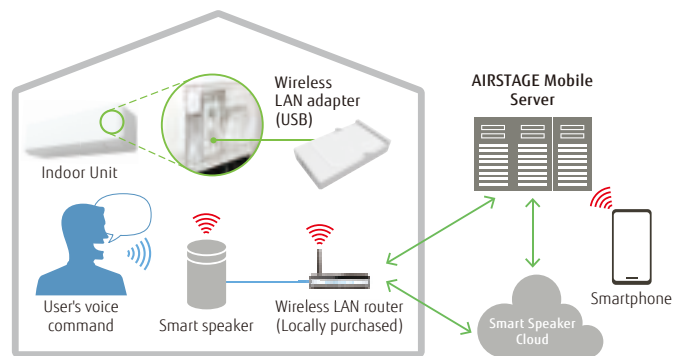 Wireless
LAN adapter
(USB)
AIRSTAGE Mobile
Server
Indoor Unit
User's voice
command
Smart speaker
Wireless LAN router
(Locally purchased)
Smart Speaker
Cloud
Smartphone